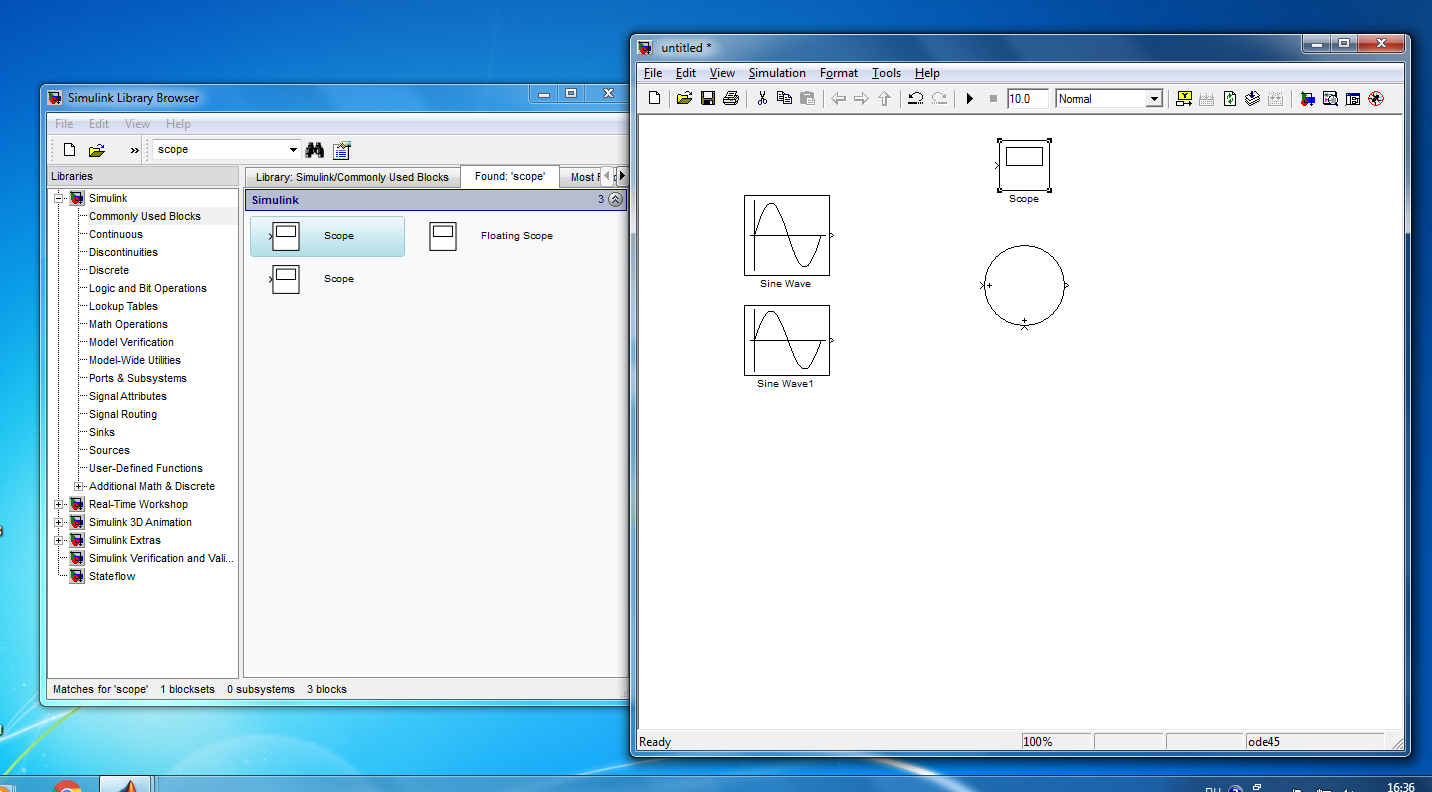 Simulink Library Browser
File Edit View Help
» scope
Libraries
Library: Simulink/Commonly Used Blocks Found: 'scope' Most
Simulink
Commonly Used Blocks
Continuous
Discontinuities
Discrete
Logic and Bit Operations
Lookup Tables
Math Operations
Model Verification
Model-Wide Utilities
Ports & Subsystems
Signal Attributes
Signal Routing
Sinks
Sources
User-Defined Functions
Additional Math & Discrete
Real-Time Workshop
Simulink 3D Animation
Simulink Extras
Simulink Verification and Vali...
Stateflow
Simulink 3
Scope Floating Scope
Scope
Matches for 'scope' 1 blocksets 0 subsystems 3 blocks
untitled *
File Edit View Simulation Format Tools Help
10.0 Normal
Scope
Sine Wave
Sine Wave1
+
+
Ready 100% ode45
16:36